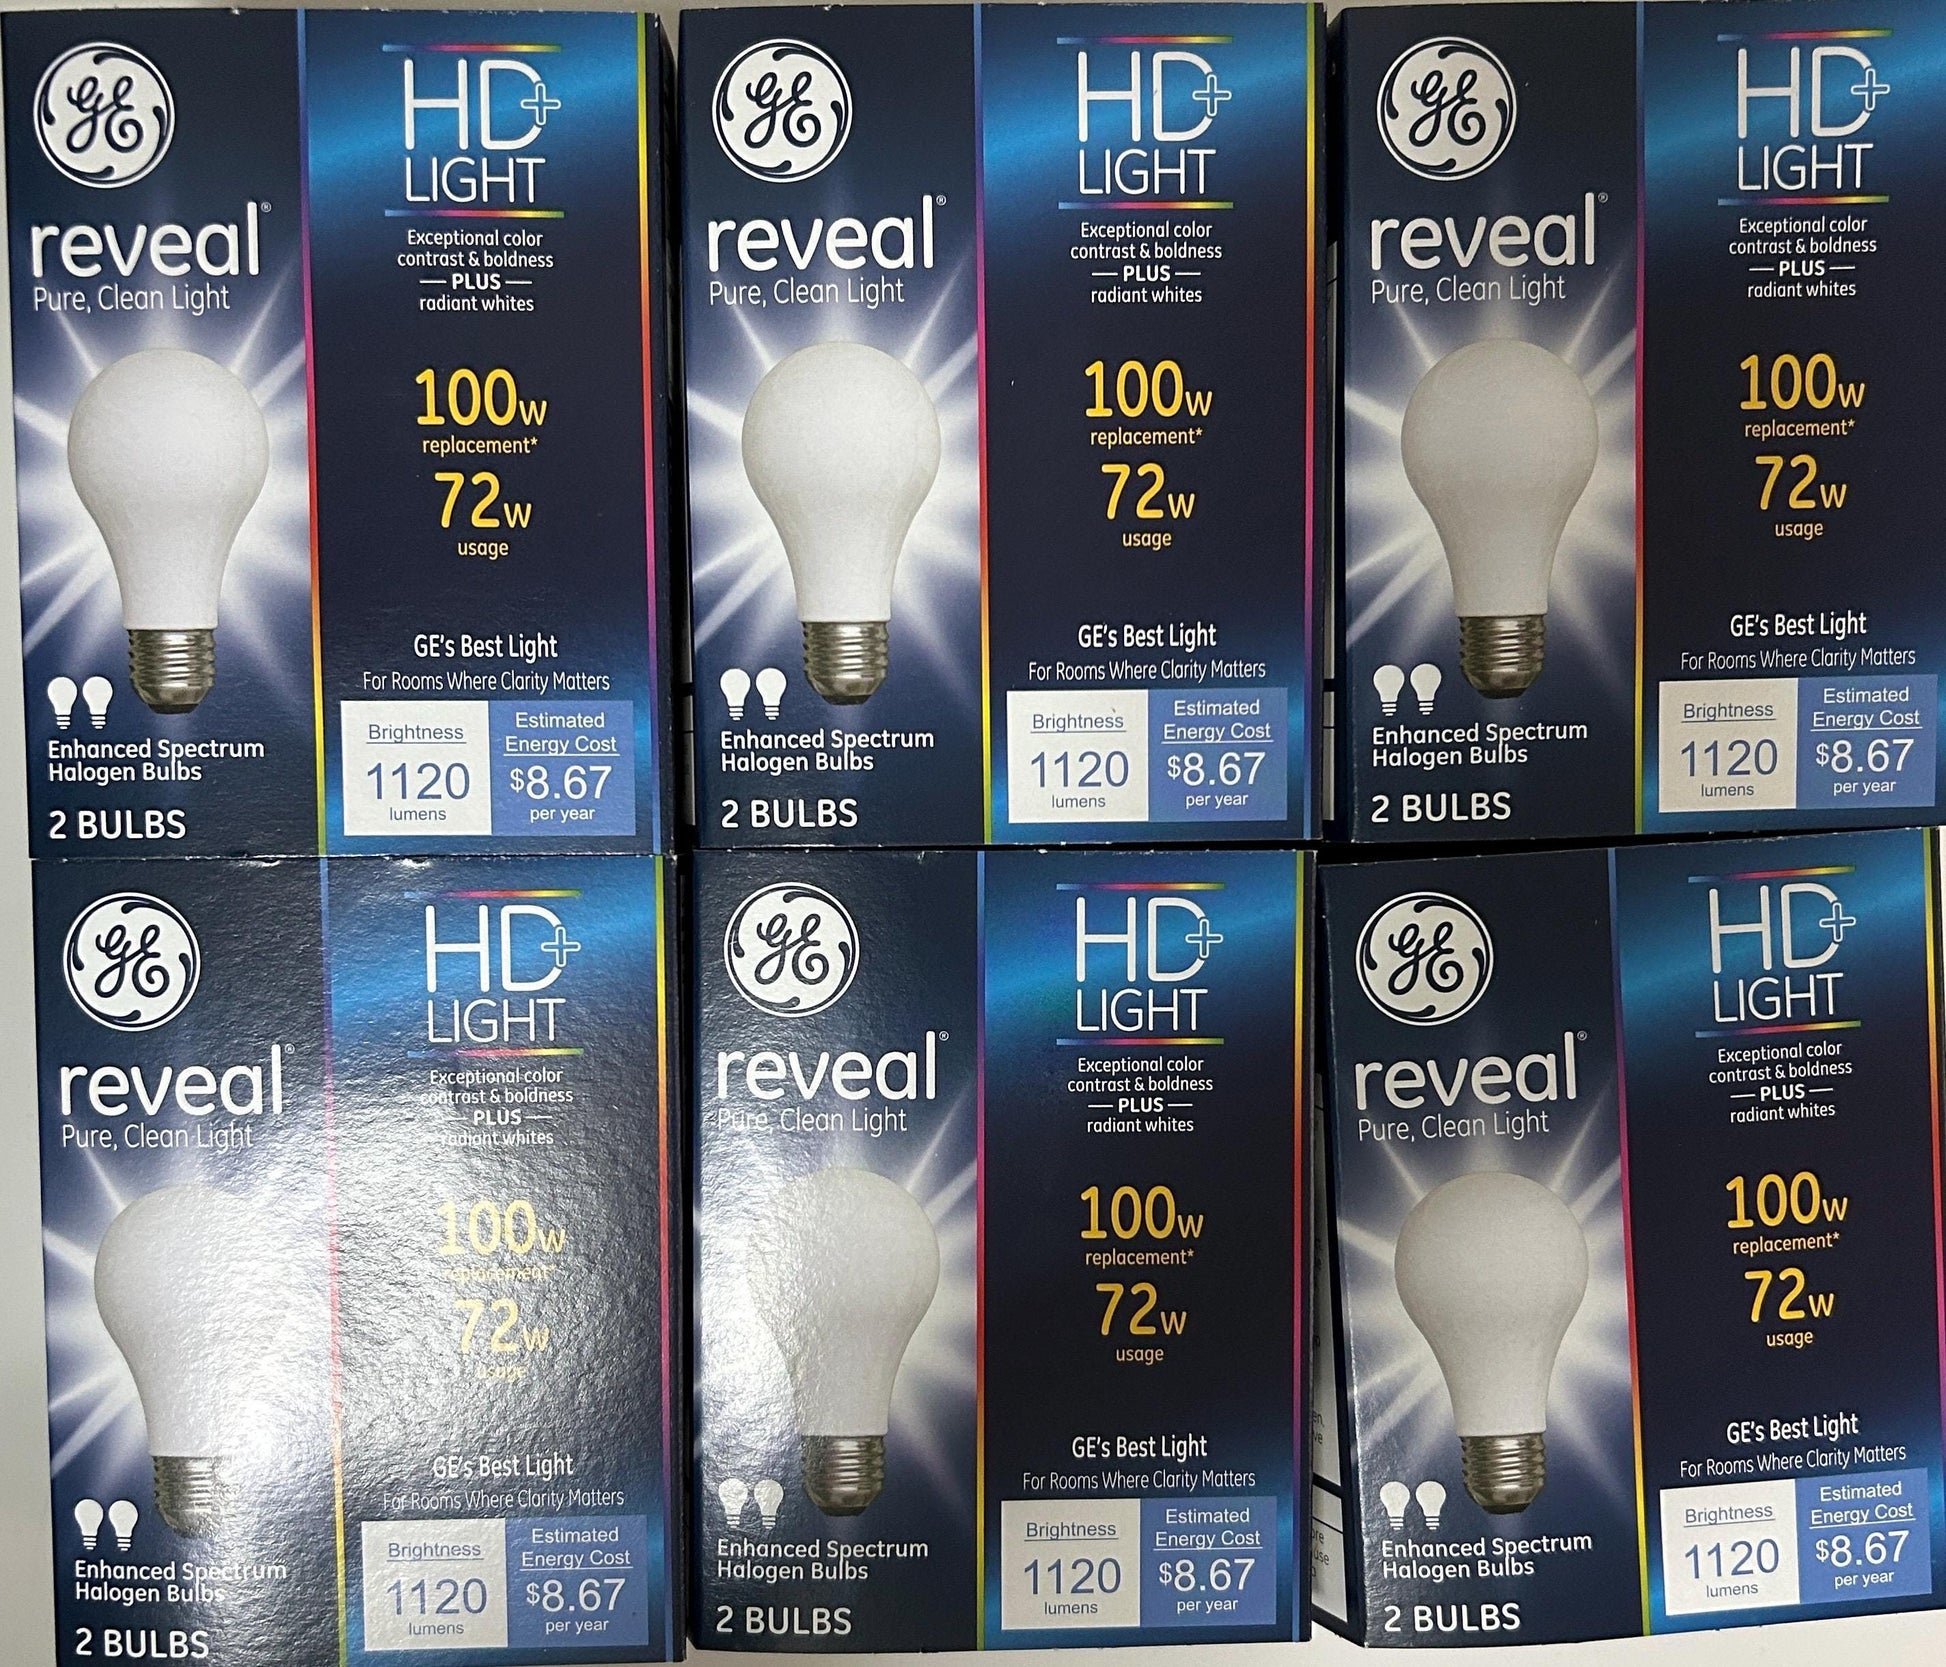 GE
reveal®
Pure, Clean Light
Enhanced Spectrum
Halogen Bulbs
2 BULBS
HD+
LIGHT
Exceptional color
contrast & boldness
— PLUS —
radiant whites
100w
replacement*
72w
usage
GE's Best Light
For Rooms Where Clarity Matters
Brightness
1120
lumens
Estimated
Energy Cost
$8.67
per year
GE
reveal®
Pure, Clean Light
Enhanced Spectrum
Halogen Bulbs
2 BULBS
HD+
LIGHT
Exceptional color
contrast & boldness
— PLUS —
radiant whites
100w
replacement*
72w
usage
GE's Best Light
For Rooms Where Clarity Matters
Brightness
1120
lumens
Estimated
Energy Cost
$8.67
per year
GE
reveal®
Pure, Clean Light
Enhanced Spectrum
Halogen Bulbs
2 BULBS
HD+
LIGHT
Exceptional color
contrast & boldness
— PLUS —
radiant whites
100w
replacement*
72w
usage
GE's Best Light
For Rooms Where Clarity Matters
Brightness
1120
lumens
Estimated
Energy Cost
$8.67
per year
GE
reveal®
Pure, Clean Light
Enhanced Spectrum
Halogen Bulbs
2 BULBS
HD+
LIGHT
Exceptional color
contrast & boldness
— PLUS —
radiant whites
100w
replacement*
72w
usage
GE's Best Light
For Rooms Where Clarity Matters
Brightness
1120
lumens
Estimated
Energy Cost
$8.67
per year
GE
reveal®
Pure, Clean Light
Enhanced Spectrum
Halogen Bulbs
2 BULBS
HD+
LIGHT
Exceptional color
contrast & boldness
— PLUS —
radiant whites
100w
replacement*
72w
usage
GE's Best Light
For Rooms Where Clarity Matters
Brightness
1120
lumens
Estimated
Energy Cost
$8.67
per year
GE
reveal®
Pure, Clean Light
Enhanced Spectrum
Halogen Bulbs
2 BULBS
HD+
LIGHT
Exceptional color
contrast & boldness
— PLUS —
radiant whites
100w
replacement*
72w
usage
GE's Best Light
For Rooms Where Clarity Matters
Brightness
1120
lumens
Estimated
Energy Cost
$8.67
per year